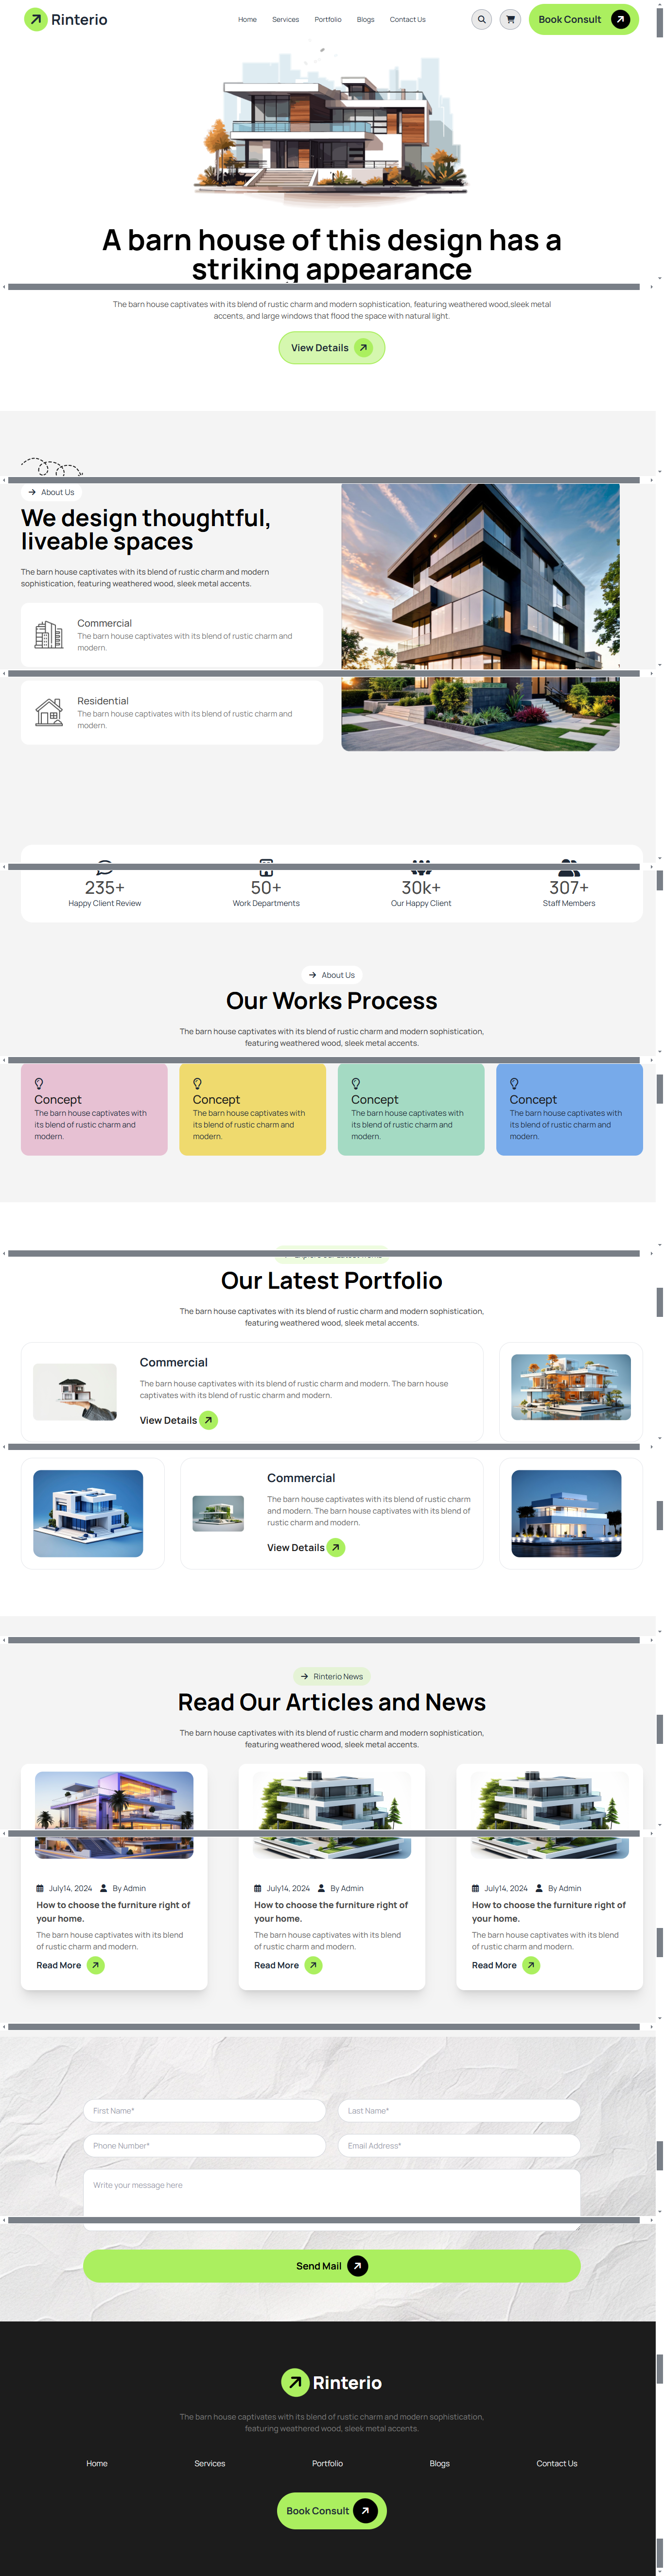 Rinterio
Home
Services
Portfolio
Blogs
Contact Us
Book Consult
A barn house of this design has a
striking appearance
The barn house captivates with its blend of rustic charm and modern sophistication, featuring weathered wood,sleek metal
accents, and large windows that flood the space with natural light.
View Details
About Us
We design thoughtful,
liveable spaces
The barn house captivates with its blend of rustic charm and modern
sophistication, featuring weathered wood, sleek metal accents.
Commercial
The barn house captivates with its blend of rustic charm and
modern.
Residential
The barn house captivates with its blend of rustic charm and
modern.
235+
Happy Client Review
50+
Work Departments
30k+
Our Happy Client
307+
Staff Members
About Us
Our Works Process
The barn house captivates with its blend of rustic charm and modern sophistication,
featuring weathered wood, sleek metal accents.
Concept
The barn house captivates with
its blend of rustic charm and
modern.
Concept
The barn house captivates with
its blend of rustic charm and
modern.
Concept
The barn house captivates with
its blend of rustic charm and
modern.
Concept
The barn house captivates with
its blend of rustic charm and
modern.
Our Latest Portfolio
The barn house captivates with its blend of rustic charm and modern sophistication,
featuring weathered wood, sleek metal accents.
Commercial
The barn house captivates with its blend of rustic charm and modern. The barn house
captivates with its blend of rustic charm and modern.
View Details
Commercial
The barn house captivates with its blend of rustic charm
and modern. The barn house captivates with its blend of
rustic charm and modern.
View Details
Rinterio News
Read Our Articles and News
The barn house captivates with its blend of rustic charm and modern sophistication,
featuring weathered wood, sleek metal accents.
July14, 2024
By Admin
How to choose the furniture right of
your home.
The barn house captivates with its blend
of rustic charm and modern.
Read More
July14, 2024
By Admin
How to choose the furniture right of
your home.
The barn house captivates with its blend
of rustic charm and modern.
Read More
July14, 2024
By Admin
How to choose the furniture right of
your home.
The barn house captivates with its blend
of rustic charm and modern.
Read More
First Name*
Last Name*
Phone Number*
Email Address*
Write your message here
Send Mail
Rinterio
The barn house captivates with its blend of rustic charm and modern sophistication,
featuring weathered wood, sleek metal accents.
Home
Services
Portfolio
Blogs
Contact Us
Book Consult